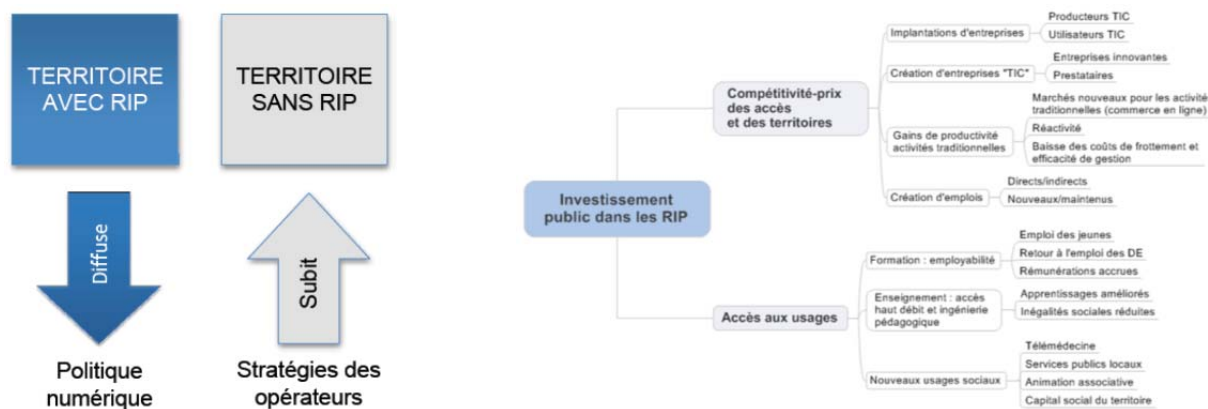 TERRITOIRE
AVEC RIP
Diffuse
Politique
numérique
TERRITOIRE
SANS RIP
Subit
Stratégies des
opérateurs
Investissement
public dans les RIP
Compétitivité-prix
des accès
et des territoires
Implantations d'entreprises
Producteurs TIC
Utilisateurs TIC
Création d'entreprises "TIC"
Entreprises innovantes
Prestataires
Gains de productivité
activités traditionnelles
Marchés nouveaux pour les activité
traditionnelles (commerce en ligne)
Réactivité
Baisse des coûts de frottement et
efficacité de gestion
Création d'emplois
Directs/indirects
Nouveaux/maintenus
Accès aux usages
Formation : employabilité
Emploi des jeunes
Retour à l'emploi des DE
Rémunérations accrues
Enseignement : accès
haut débit et ingénierie
pédagogique
Apprentissages améliorés
Inégalités sociales réduites
Nouveaux usages sociaux
Télémédecine
Services publics locaux
Animation associative
Capital social du territoire